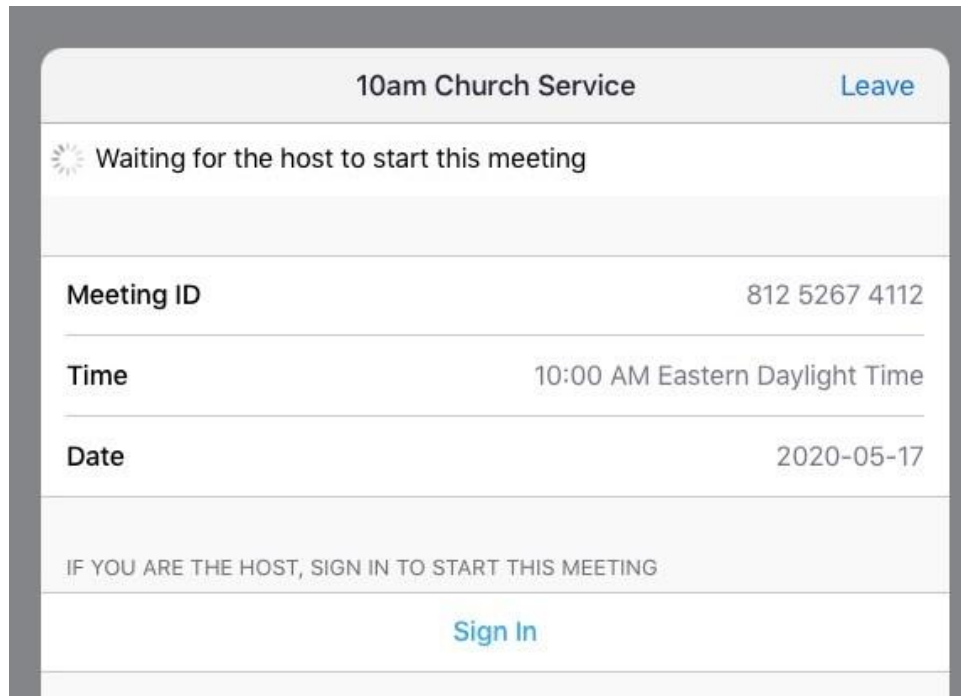 10am Church Service Leave
Waiting for the host to start this meeting
Meeting ID 812 5267 4112
Time 10:00 AM Eastern Daylight Time
Date 2020-05-17
IF YOU ARE THE HOST, SIGN IN TO START THIS MEETING
Sign In